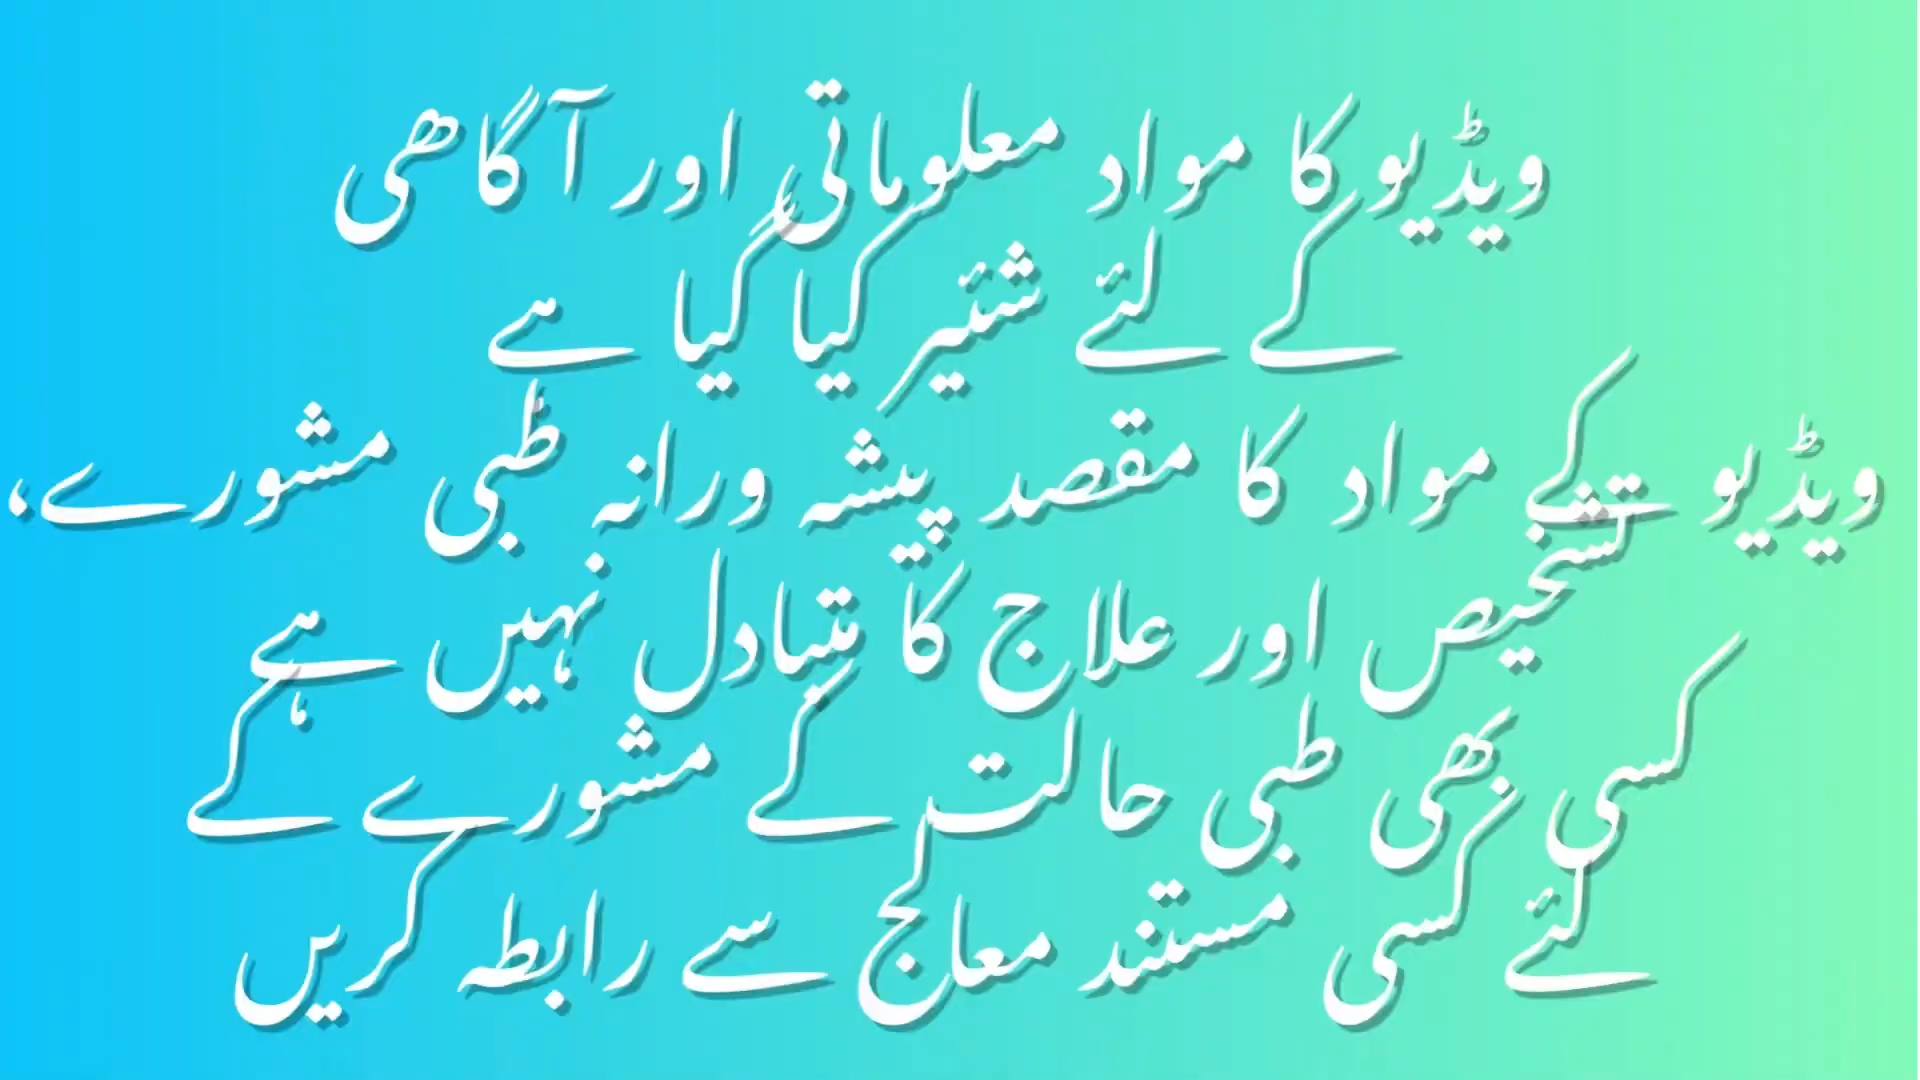 ویڈیو کا مواد معلوماتی اور آگاھی
کے لئے شئیر کیا گیا ہے
ویڈیو کے مواد کا مقصد پیشہ ورانہ طبی مشورے،
تشخیص اور علاج کا متبادل نہیں ہے
کسی بھی طبی حالت کے مشورے کے
لئے کسی مستند معالج سے رابطہ کریں